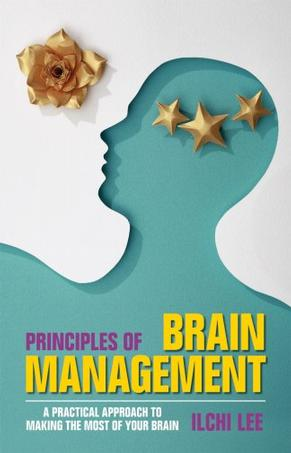 PRINCIPLES OF BRAIN
MANAGEMENT
A PRACTICAL APPROACH TO
MAKING THE MOST OF YOUR BRAIN
ILCHI LEE